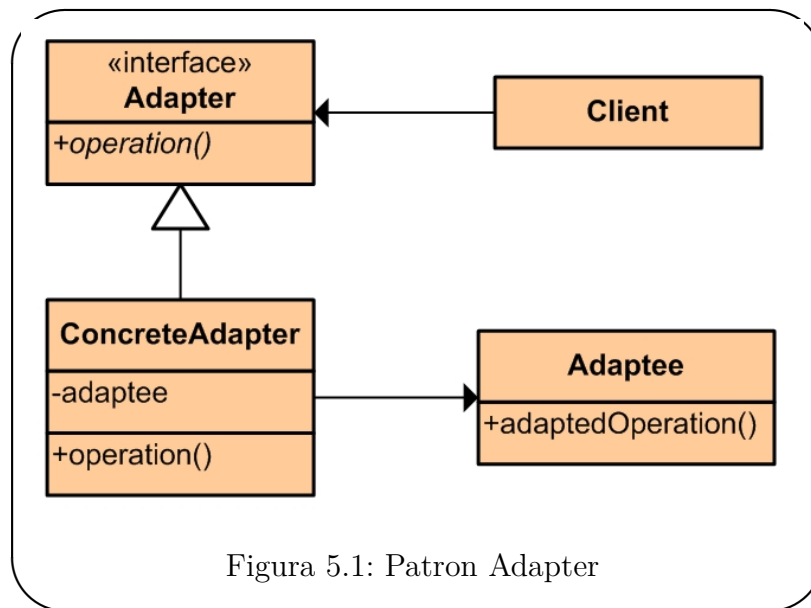 «interface»
Adapter
+operation()
Client
ConcreteAdapter
-adaptee
+operation()
Adaptee
+adaptedOperation()
Figura 5.1: Patron Adapter